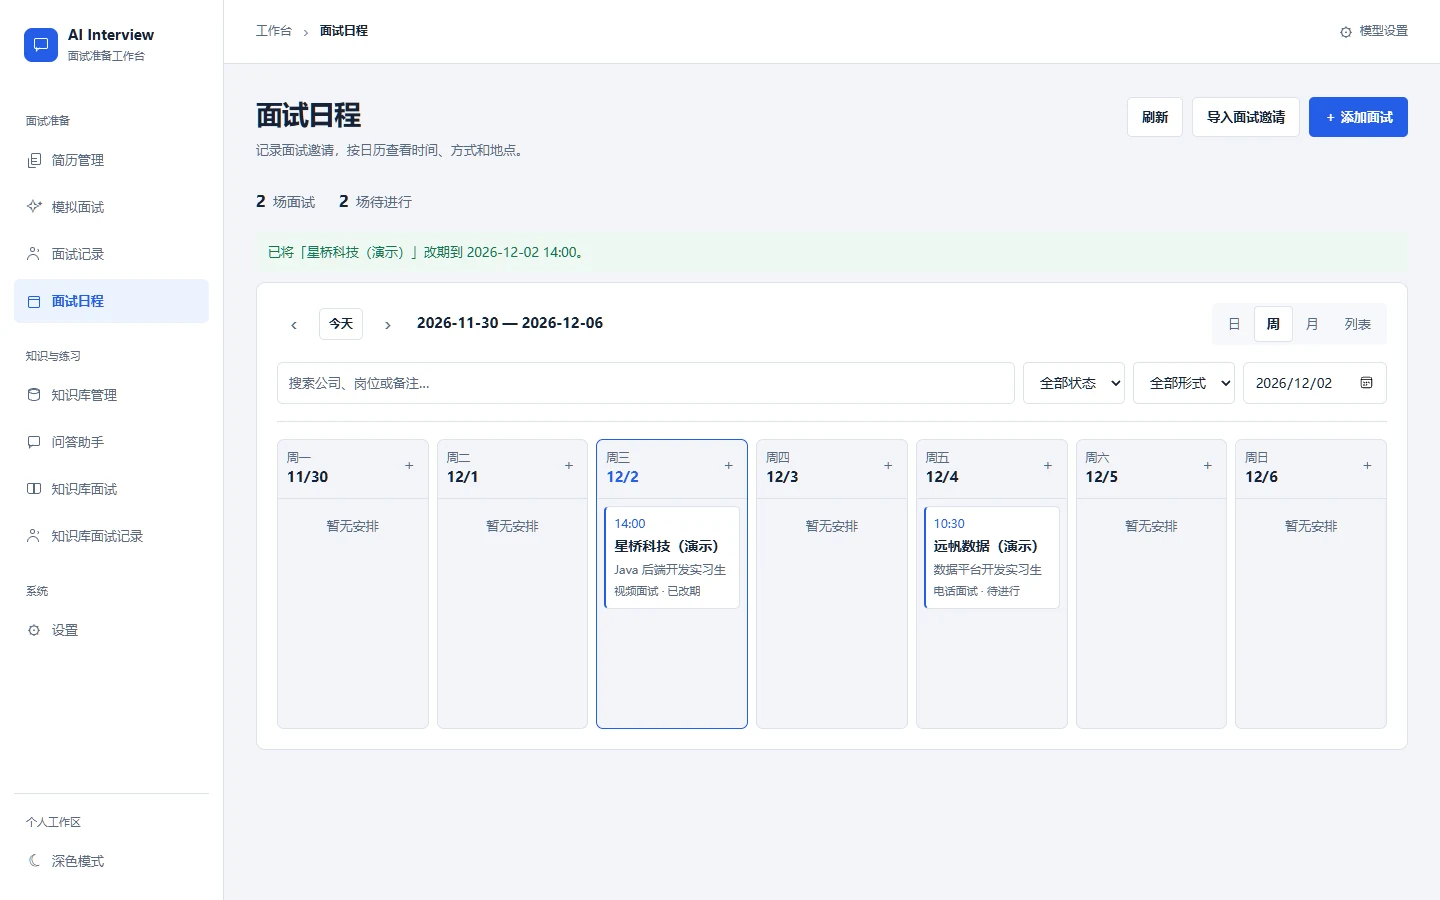 AI Interview
面试准备工作台
面试准备
简历管理
模拟面试
面试记录
面试日程
知识与练习
知识库管理
问答助手
知识库面试
知识库面试记录
系统
设置
个人工作区
深色模式
工作台 › 面试日程
模型设置
面试日程
记录面试邀请，按日历查看时间、方式和地点。
刷新
导入面试邀请
+ 添加面试
2 场面试 2 场待进行
已将「星桥科技（演示）」改期到 2026-12-02 14:00。
‹ 今天 › 2026-11-30 — 2026-12-06
日 周 月 列表
搜索公司、岗位或备注...
全部状态
全部形式
2026/12/02
周一
11/30
+
暂无安排
周二
12/1
+
暂无安排
周三
12/2
+
14:00
星桥科技（演示）
Java 后端开发实习生
视频面试 · 已改期
周四
12/3
+
暂无安排
周五
12/4
+
10:30
远帆数据（演示）
数据平台开发实习生
电话面试 · 待进行
周六
12/5
+
暂无安排
周日
12/6
+
暂无安排